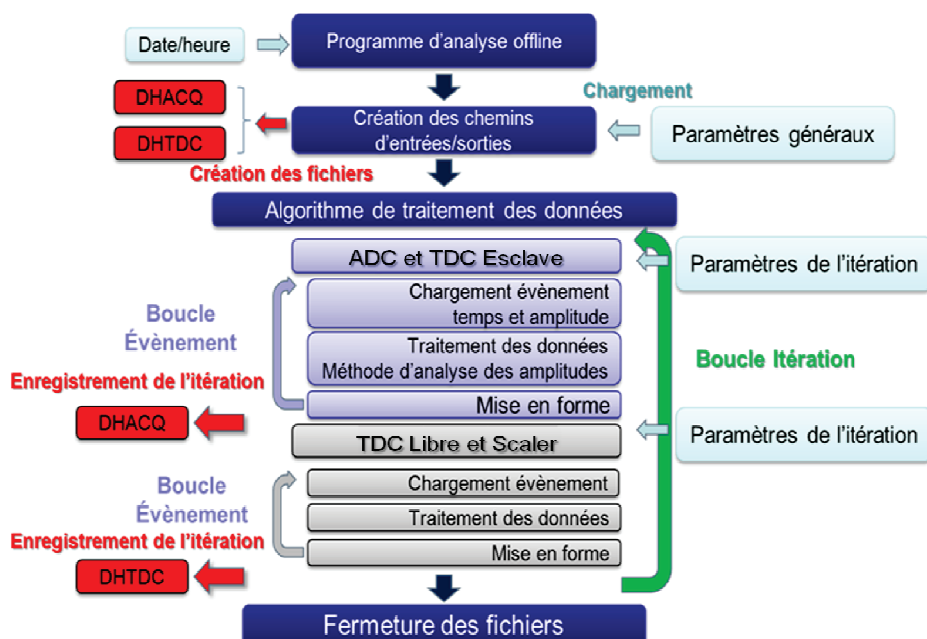 Date/heure
Programme d'analyse offline
DHACQ
DHTDC
Création des chemins
d'entrées/sorties
Chargement
Paramètres généraux
Création des fichiers
Algorithme de traitement des données
ADC et TDC Esclave
Paramètres de l'itération
Chargement évènement
temps et amplitude
Boucle
Évènement
Traitement des données
Méthode d'analyse des amplitudes
Boucle Itération
Enregistrement de l'itération
DHACQ
Mise en forme
TDC Libre et Scaler
Paramètres de l'itération
Chargement évènement
Boucle
Évènement
Traitement des données
Enregistrement de l'itération
Mise en forme
DHTDC
Fermeture des fichiers